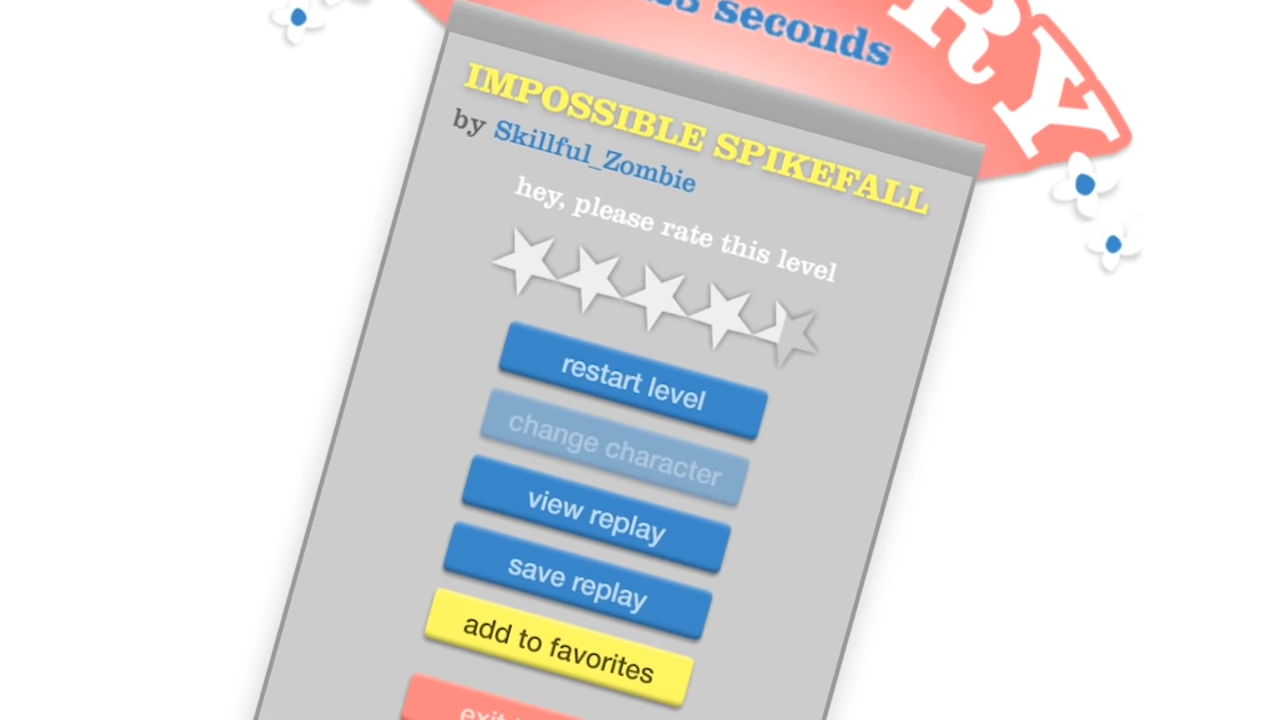 seconds
IMPOSSIBLE SPIKEFALL
by Skillful_Zombie
hey, please rate this level
restart level
change character
view replay
save replay
add to favorites
exit